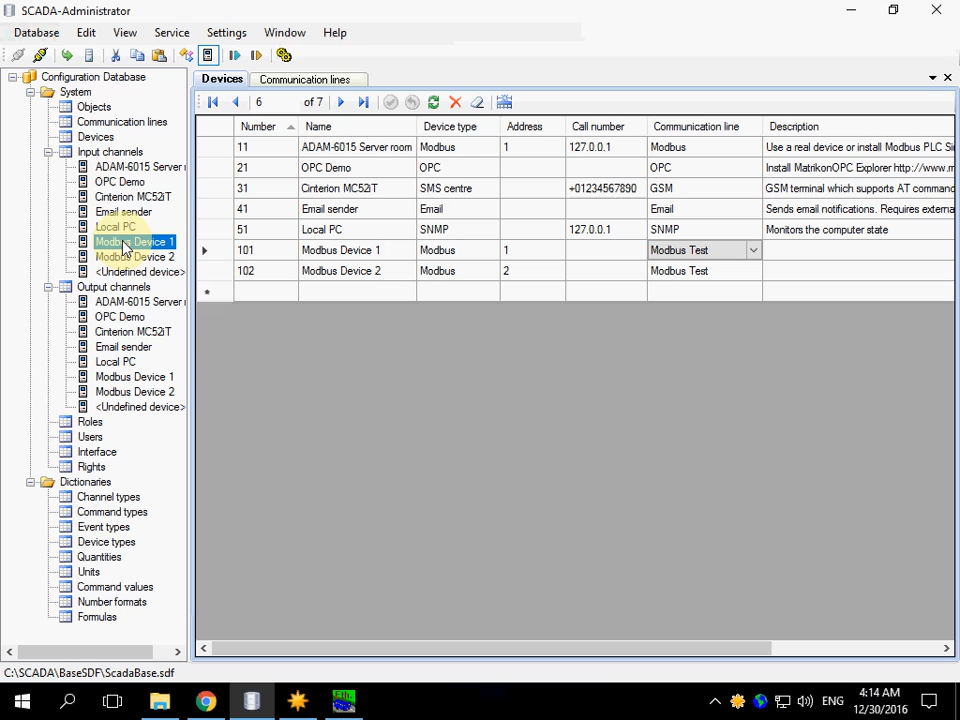 SCADA-Administrator
Database Edit View Service Settings Window Help
Configuration Database
System
Objects
Communication lines
Devices
Input channels
ADAM-6015 Server r
OPC Demo
Cinterion MC52iT
Email sender
Local PC
Modbus Device 1
Modbus Device 2
<Undefined device>
Output channels
ADAM-6015 Server r
OPC Demo
Cinterion MC52iT
Email sender
Local PC
Modbus Device 1
Modbus Device 2
<Undefined device>
Roles
Users
Interface
Rights
Dictionaries
Channel types
Command types
Event types
Device types
Quantities
Units
Command values
Number formats
Formulas
Devices Communication lines
6 of 7
Number Name Device type Address Call number Communication line Description
11 ADAM-6015 Server room Modbus 1 127.0.0.1 Modbus Use a real device or install Modbus PLC Sim
21 OPC Demo OPC OPC Install MatrikonOPC Explorer http://www.m
31 Cinterion MC52iT SMS centre +01234567890 GSM GSM terminal which supports AT command
41 Email sender Email Email Sends email notifications. Requires externa
51 Local PC SNMP 127.0.0.1 SNMP Monitors the computer state
101 Modbus Device 1 Modbus 1 Modbus Test
102 Modbus Device 2 Modbus 2 Modbus Test
C:\SCADA\BaseSDF\ScadaBase.sdf
ENG
4:14 AM
12/30/2016